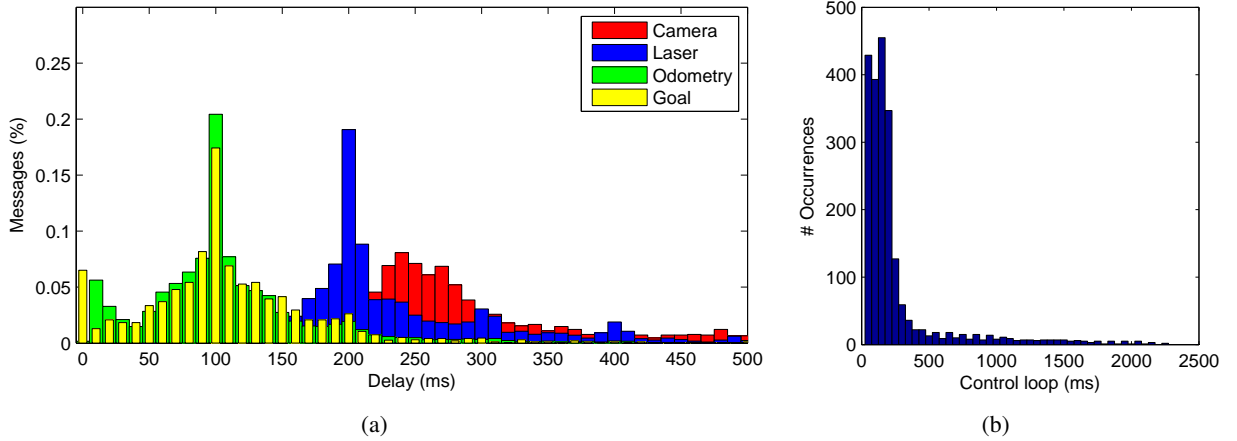 0.25
0.2
0.15
0.1
0.05
0
Messages (%)
0 50 100 150 200 250 300 350 400 450 500
Delay (ms)
Camera
Laser
Odometry
Goal
(a)
500
400
300
200
100
0
# Occurrences
0 500 1000 1500 2000 2500
Control loop (ms)
(b)